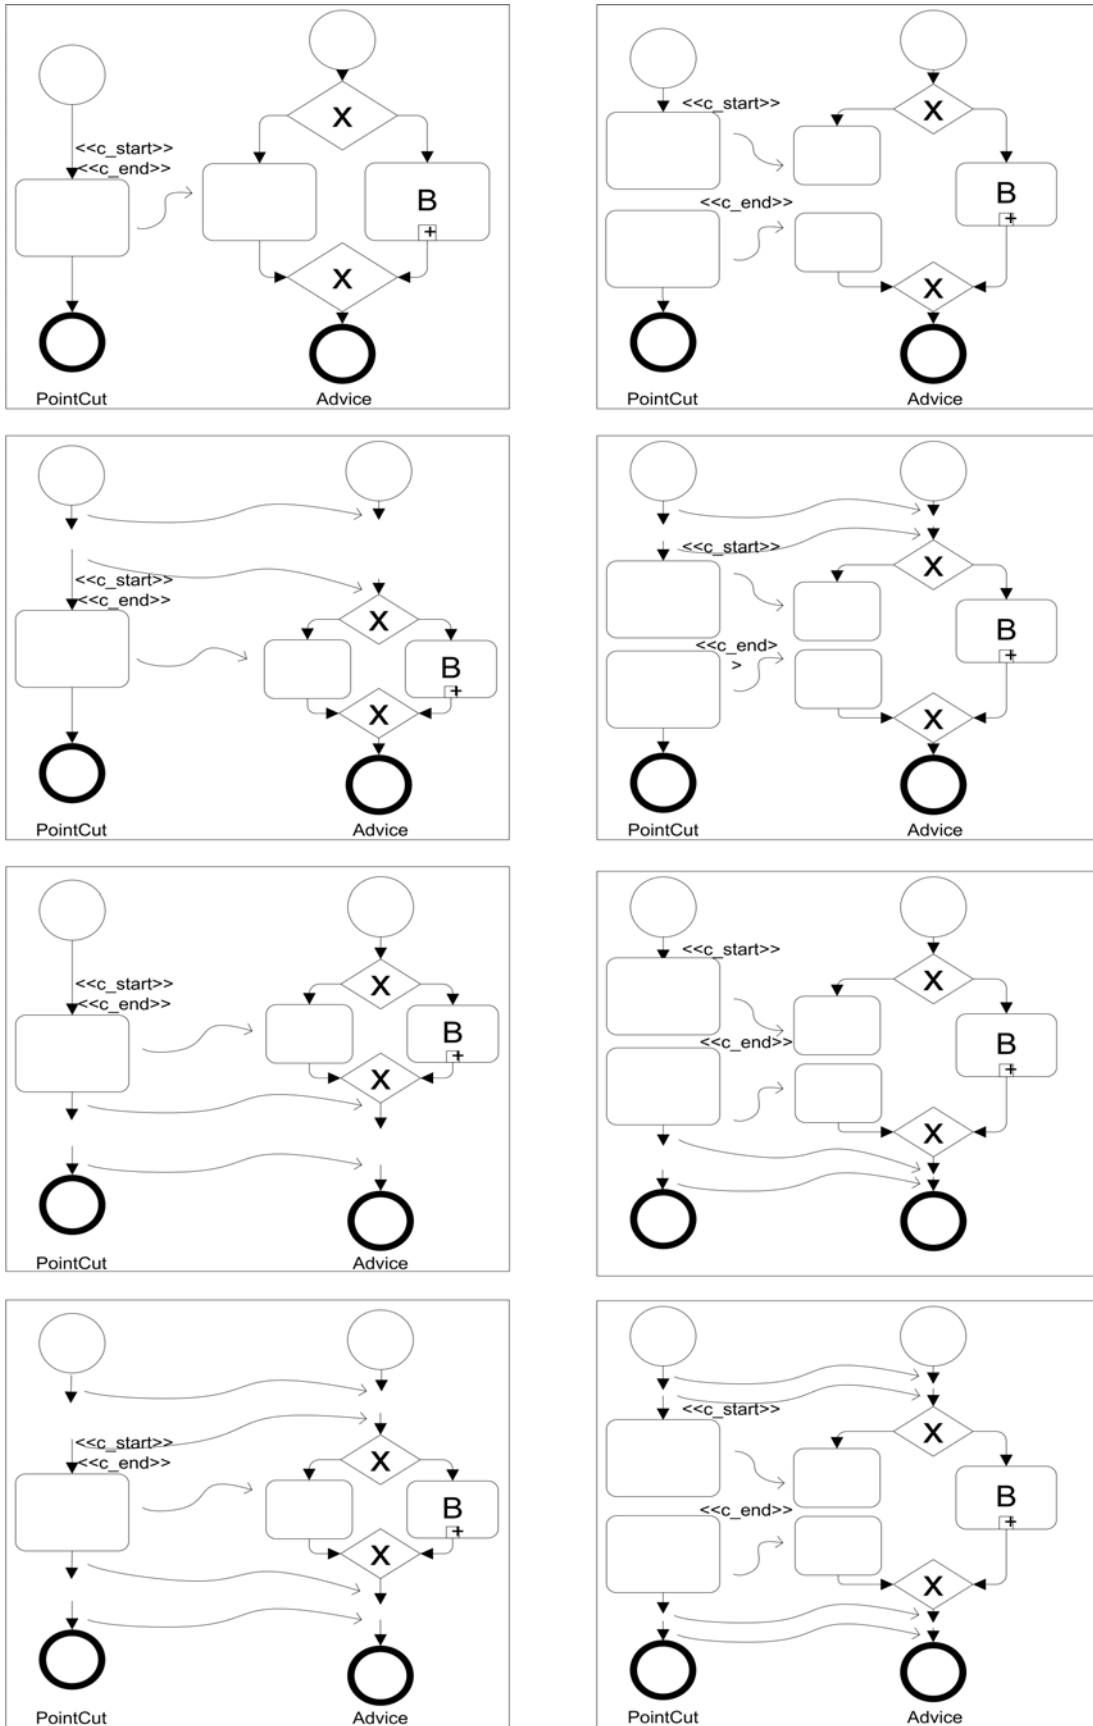 X
<<c_start>>
<<c_end>>
B
+
X
PointCut Advice
<<c_start>>
X
<<c_end>>
B
+
X
PointCut Advice
<<c_start>>
<<c_end>>
X
B
+
X
PointCut Advice
<<c_start>>
X
<<c_end>
>
B
+
X
PointCut Advice
<<c_start>>
<<c_end>>
X
B
+
X
PointCut Advice
<<c_start>>
X
<<c_end>>
B
+
X
<<c_start>>
<<c_end>>
X
B
+
X
PointCut Advice
<<c_start>>
X
<<c_end>>
B
+
X
PointCut Advice